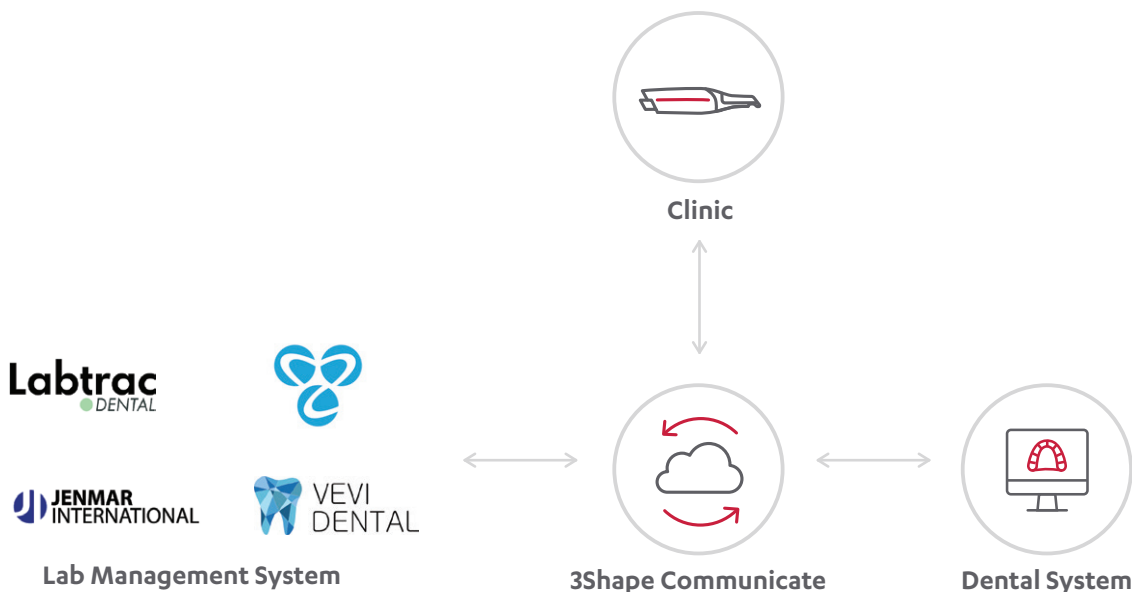 Clinic
Labtrac
DENTAL
JENMAR
INTERNATIONAL
VEVI
DENTAL
Lab Management System
3Shape Communicate
Dental System